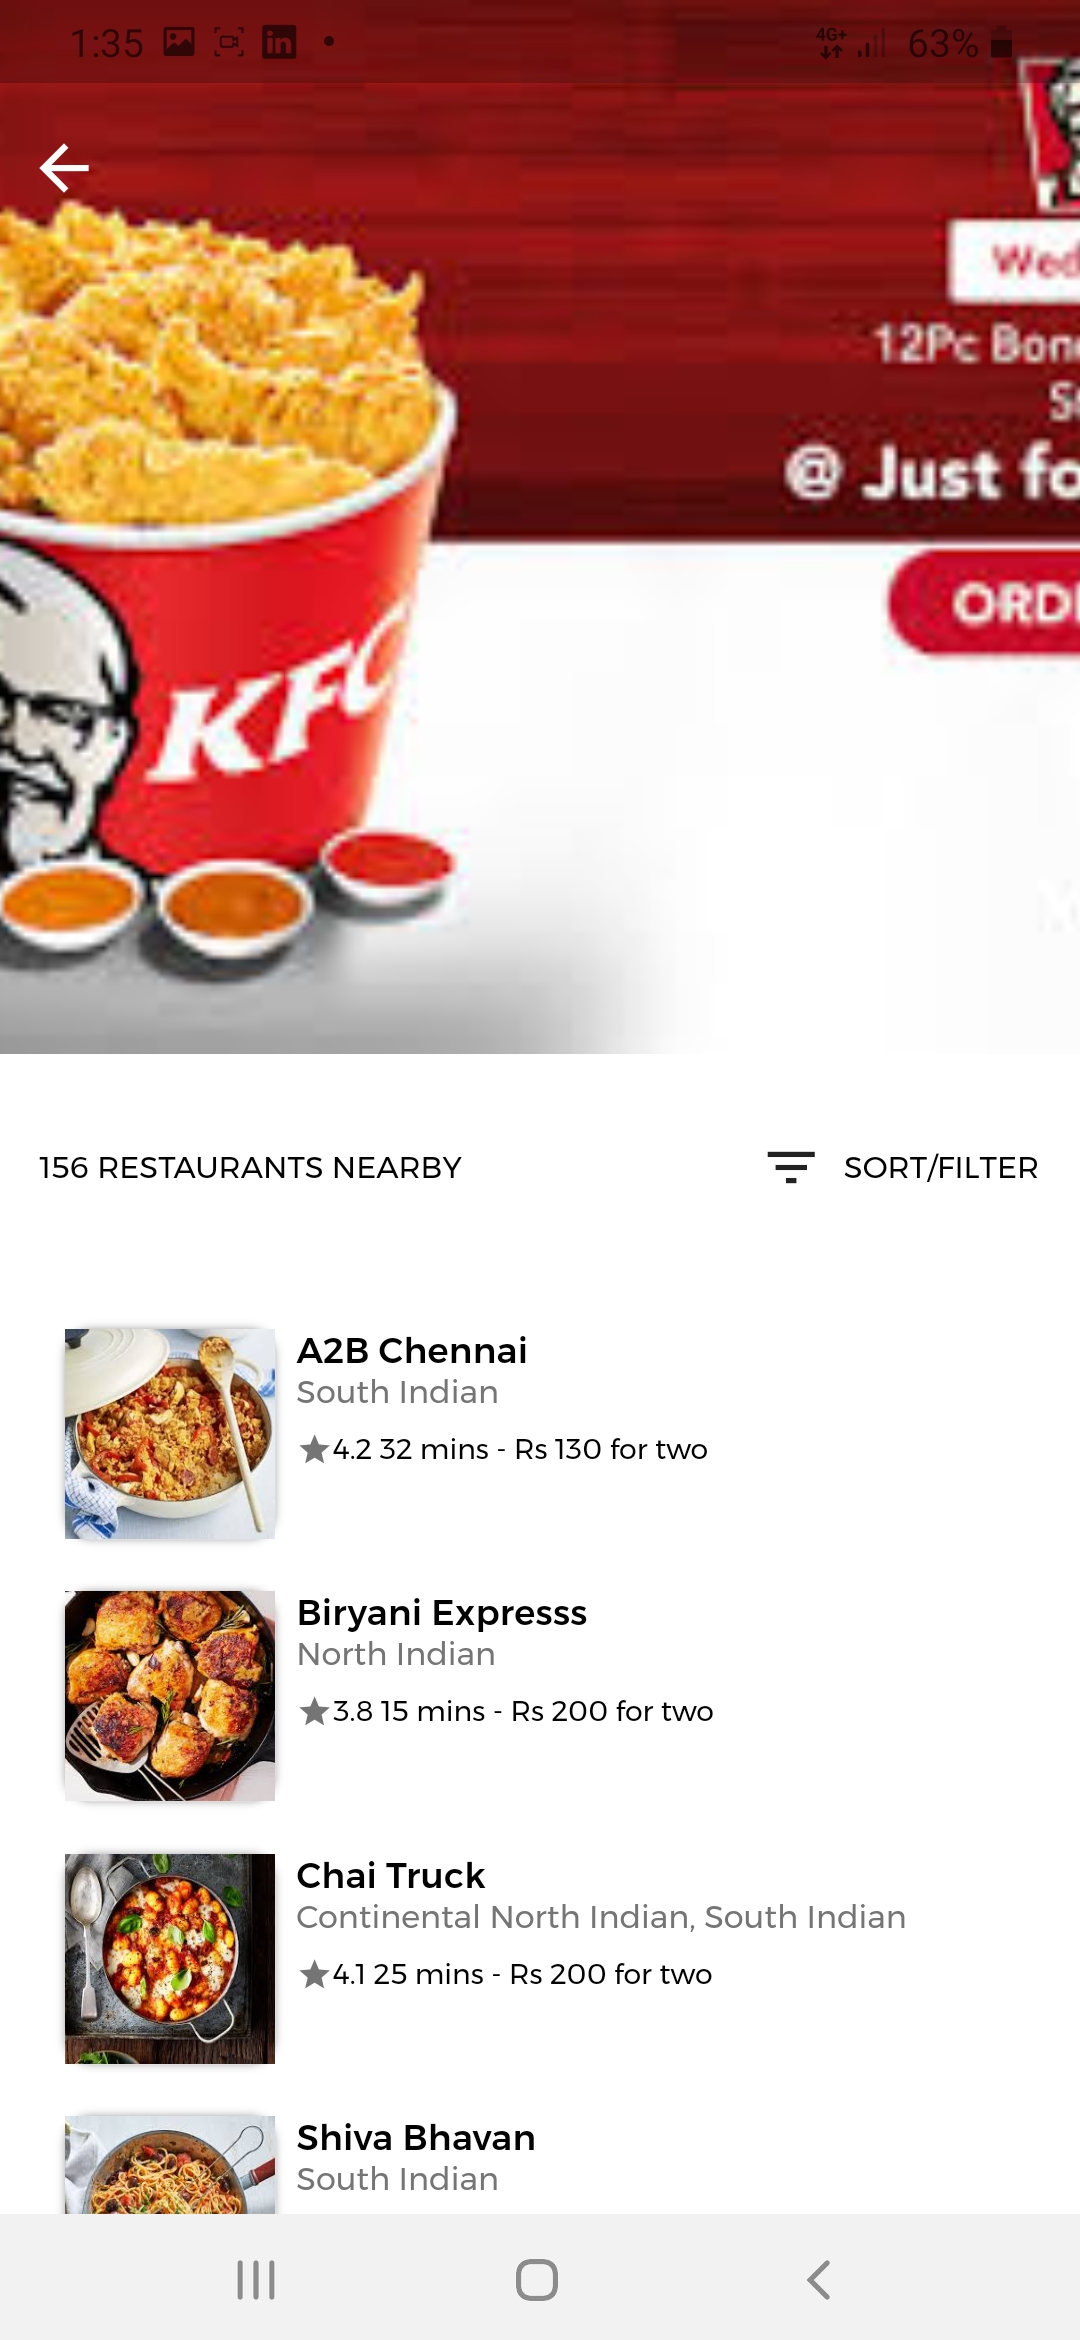 1:35
4G+
63%
Wed
12Pc Bon
@ Just fo
ORD
KFC
156 RESTAURANTS NEARBY
SORT/FILTER
A2B Chennai
South Indian
4.2 32 mins - Rs 130 for two
Biryani Expresss
North Indian
3.8 15 mins - Rs 200 for two
Chai Truck
Continental North Indian, South Indian
4.1 25 mins - Rs 200 for two
Shiva Bhavan
South Indian